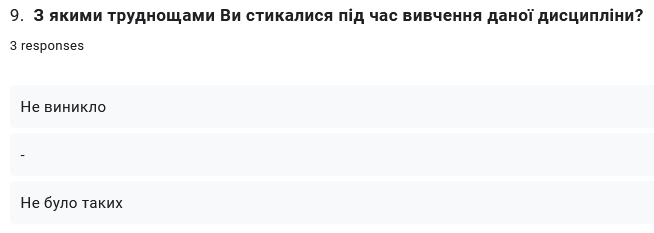 9. З якими труднощами Ви стикалися під час вивчення даної дисципліни?
3 responses
Не виникло
-
Не було таких